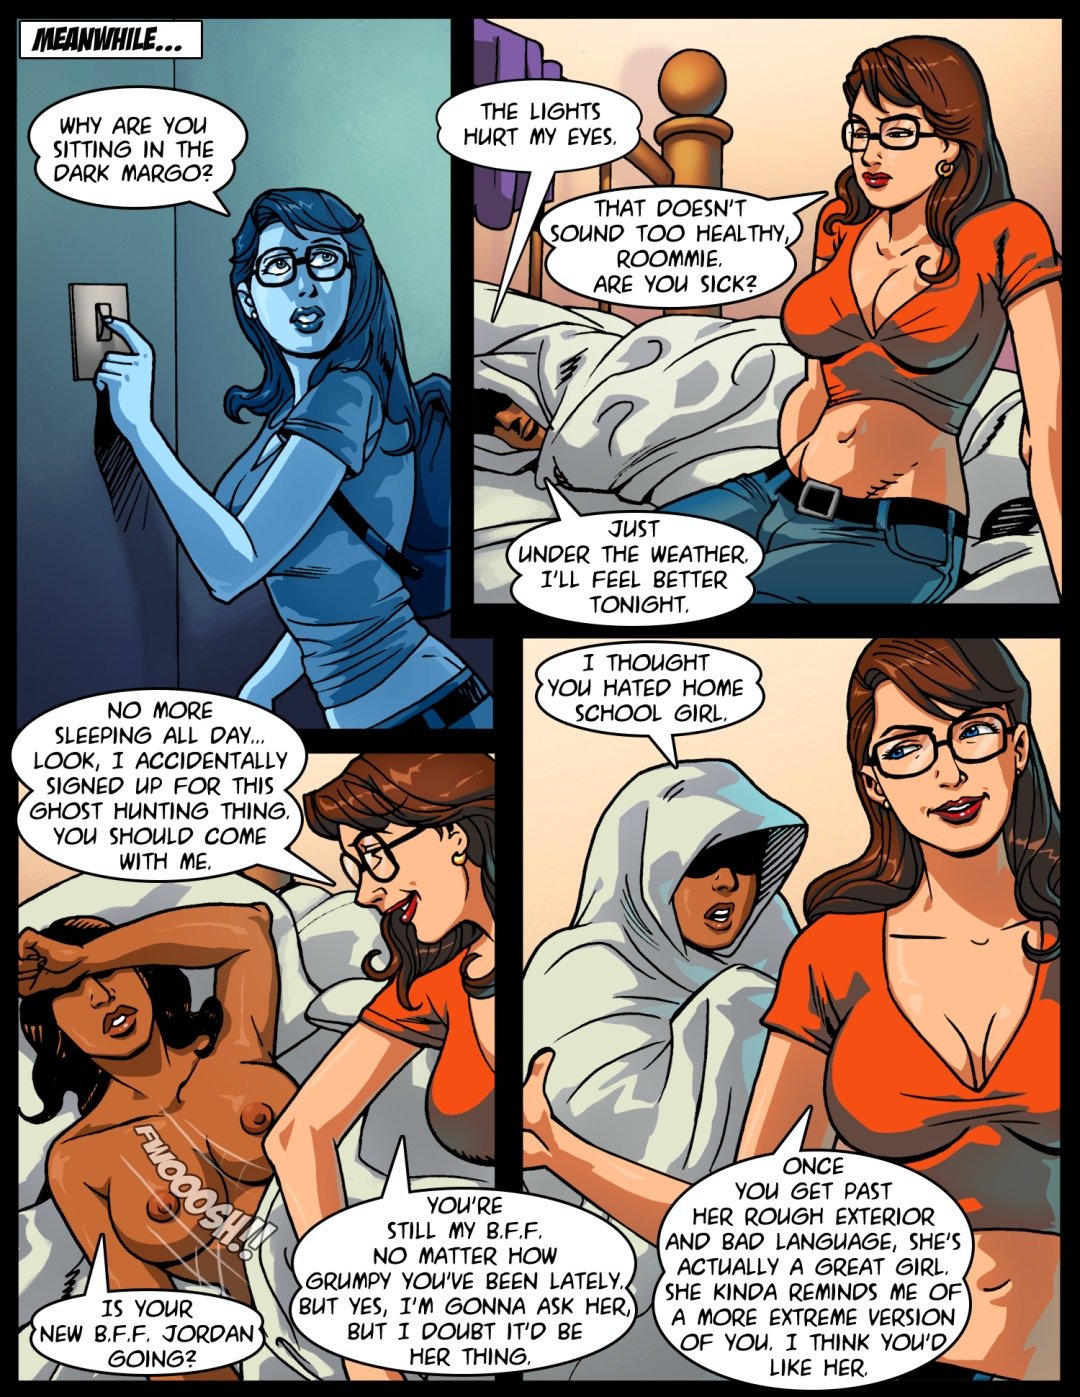 MEANWHILE...
WHY ARE YOU
SITTING IN THE
DARK MARGO?
THE LIGHTS
HURT MY EYES.
THAT DOESN'T
SOUND TOO HEALTHY,
ROOMMIE.
ARE YOU SICK?
JUST
UNDER THE WEATHER.
I'LL FEEL BETTER
TONIGHT.
NO MORE
SLEEPING ALL DAY...
LOOK, I ACCIDENTALLY
SIGNED UP FOR THIS
GHOST HUNTING THING.
YOU SHOULD COME
WITH ME.
FWOOOOSH!!
IS YOUR
NEW B.F.F. JORDAN
GOING?
YOU'RE
STILL MY B.F.F.
NO MATTER HOW
GRUMPY YOU'VE BEEN LATELY.
BUT YES, I'M GONNA ASK HER,
BUT I DOUBT IT'D BE
HER THING.
I THOUGHT
YOU HATED HOME
SCHOOL GIRL.
ONCE
YOU GET PAST
HER ROUGH EXTERIOR
AND BAD LANGUAGE, SHE'S
ACTUALLY A GREAT GIRL.
SHE KINDA REMINDS ME OF
A MORE EXTREME VERSION
OF YOU. I THINK YOU'D
LIKE HER.